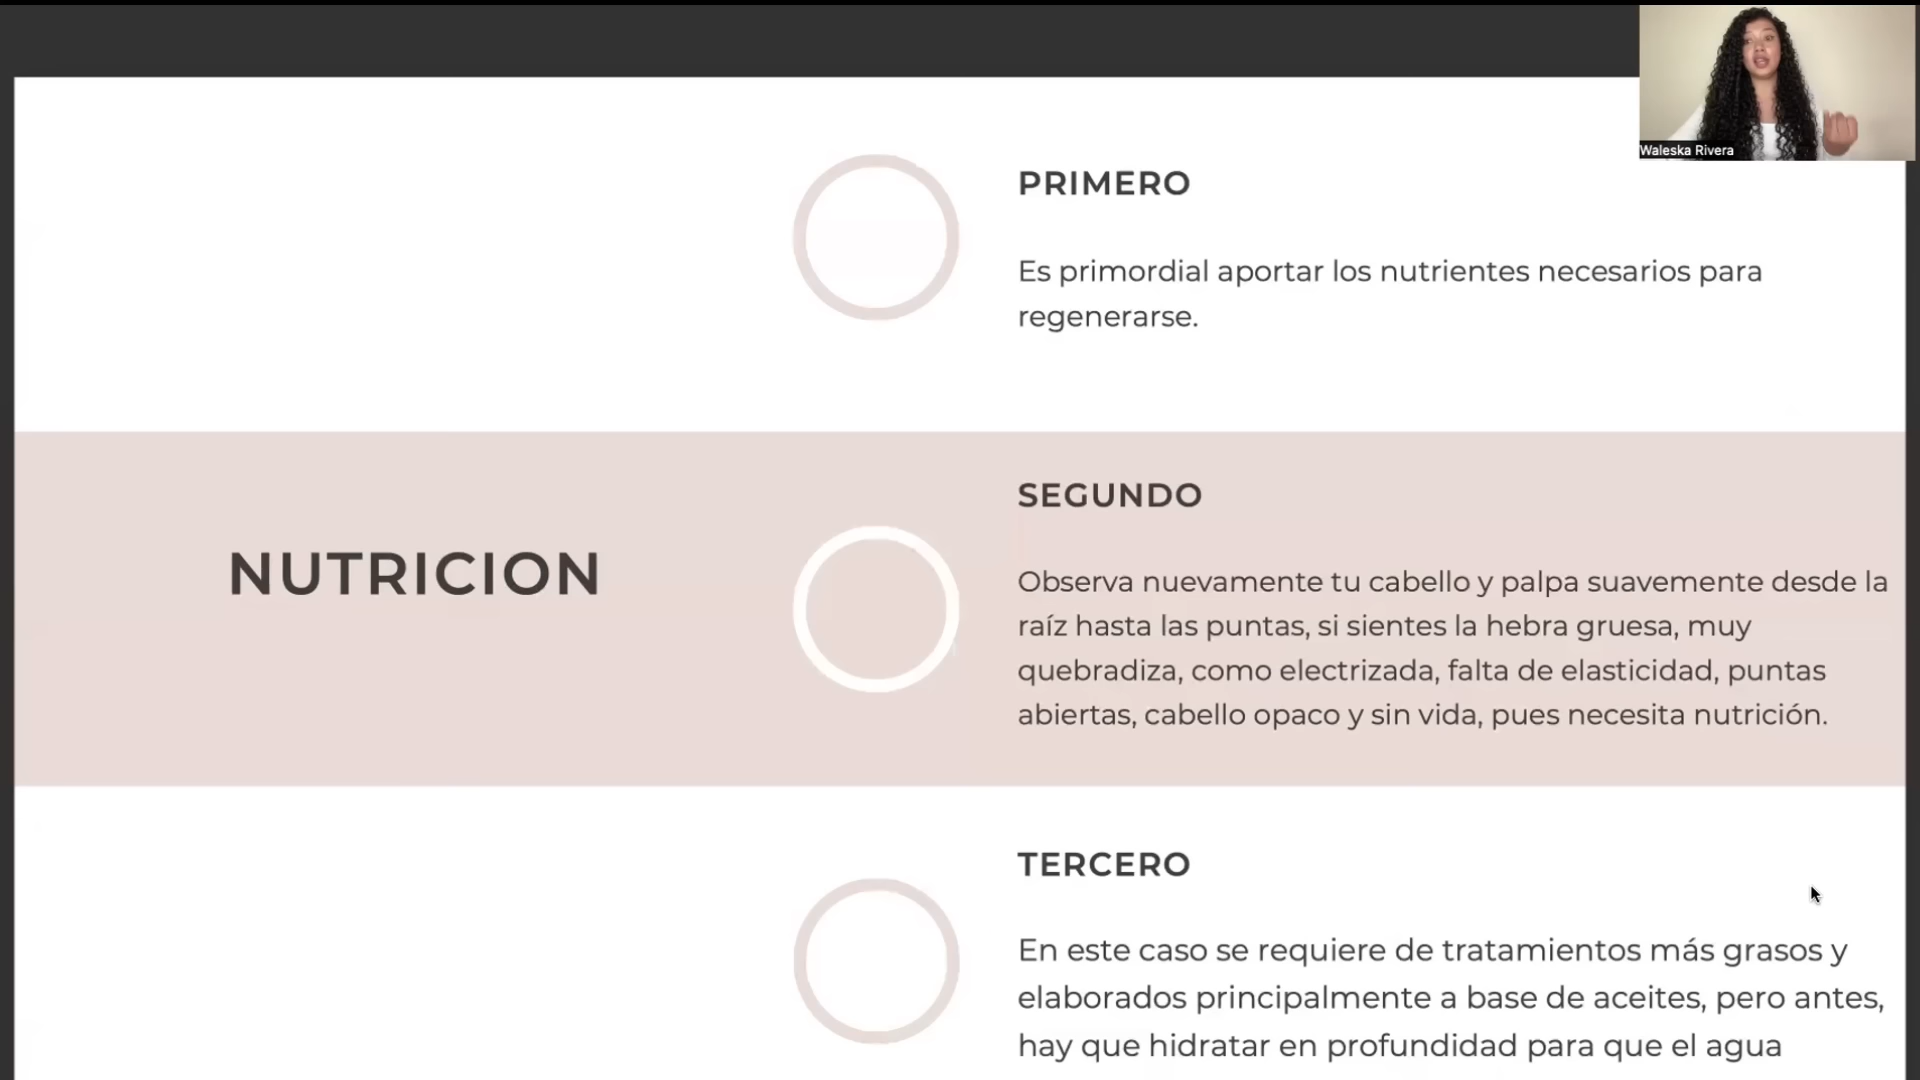 Waleska Rivera
PRIMERO
Es primordial aportar los nutrientes necesarios para
regenerarse.
NUTRICION
SEGUNDO
Observa nuevamente tu cabello y palpa suavemente desde la
raíz hasta las puntas, si sientes la hebra gruesa, muy
quebradiza, como electrizada, falta de elasticidad, puntas
abiertas, cabello opaco y sin vida, pues necesita nutrición.
TERCERO
En este caso se requiere de tratamientos más grasos y
elaborados principalmente a base de aceites, pero antes,
hay que hidratar en profundidad para que el agua